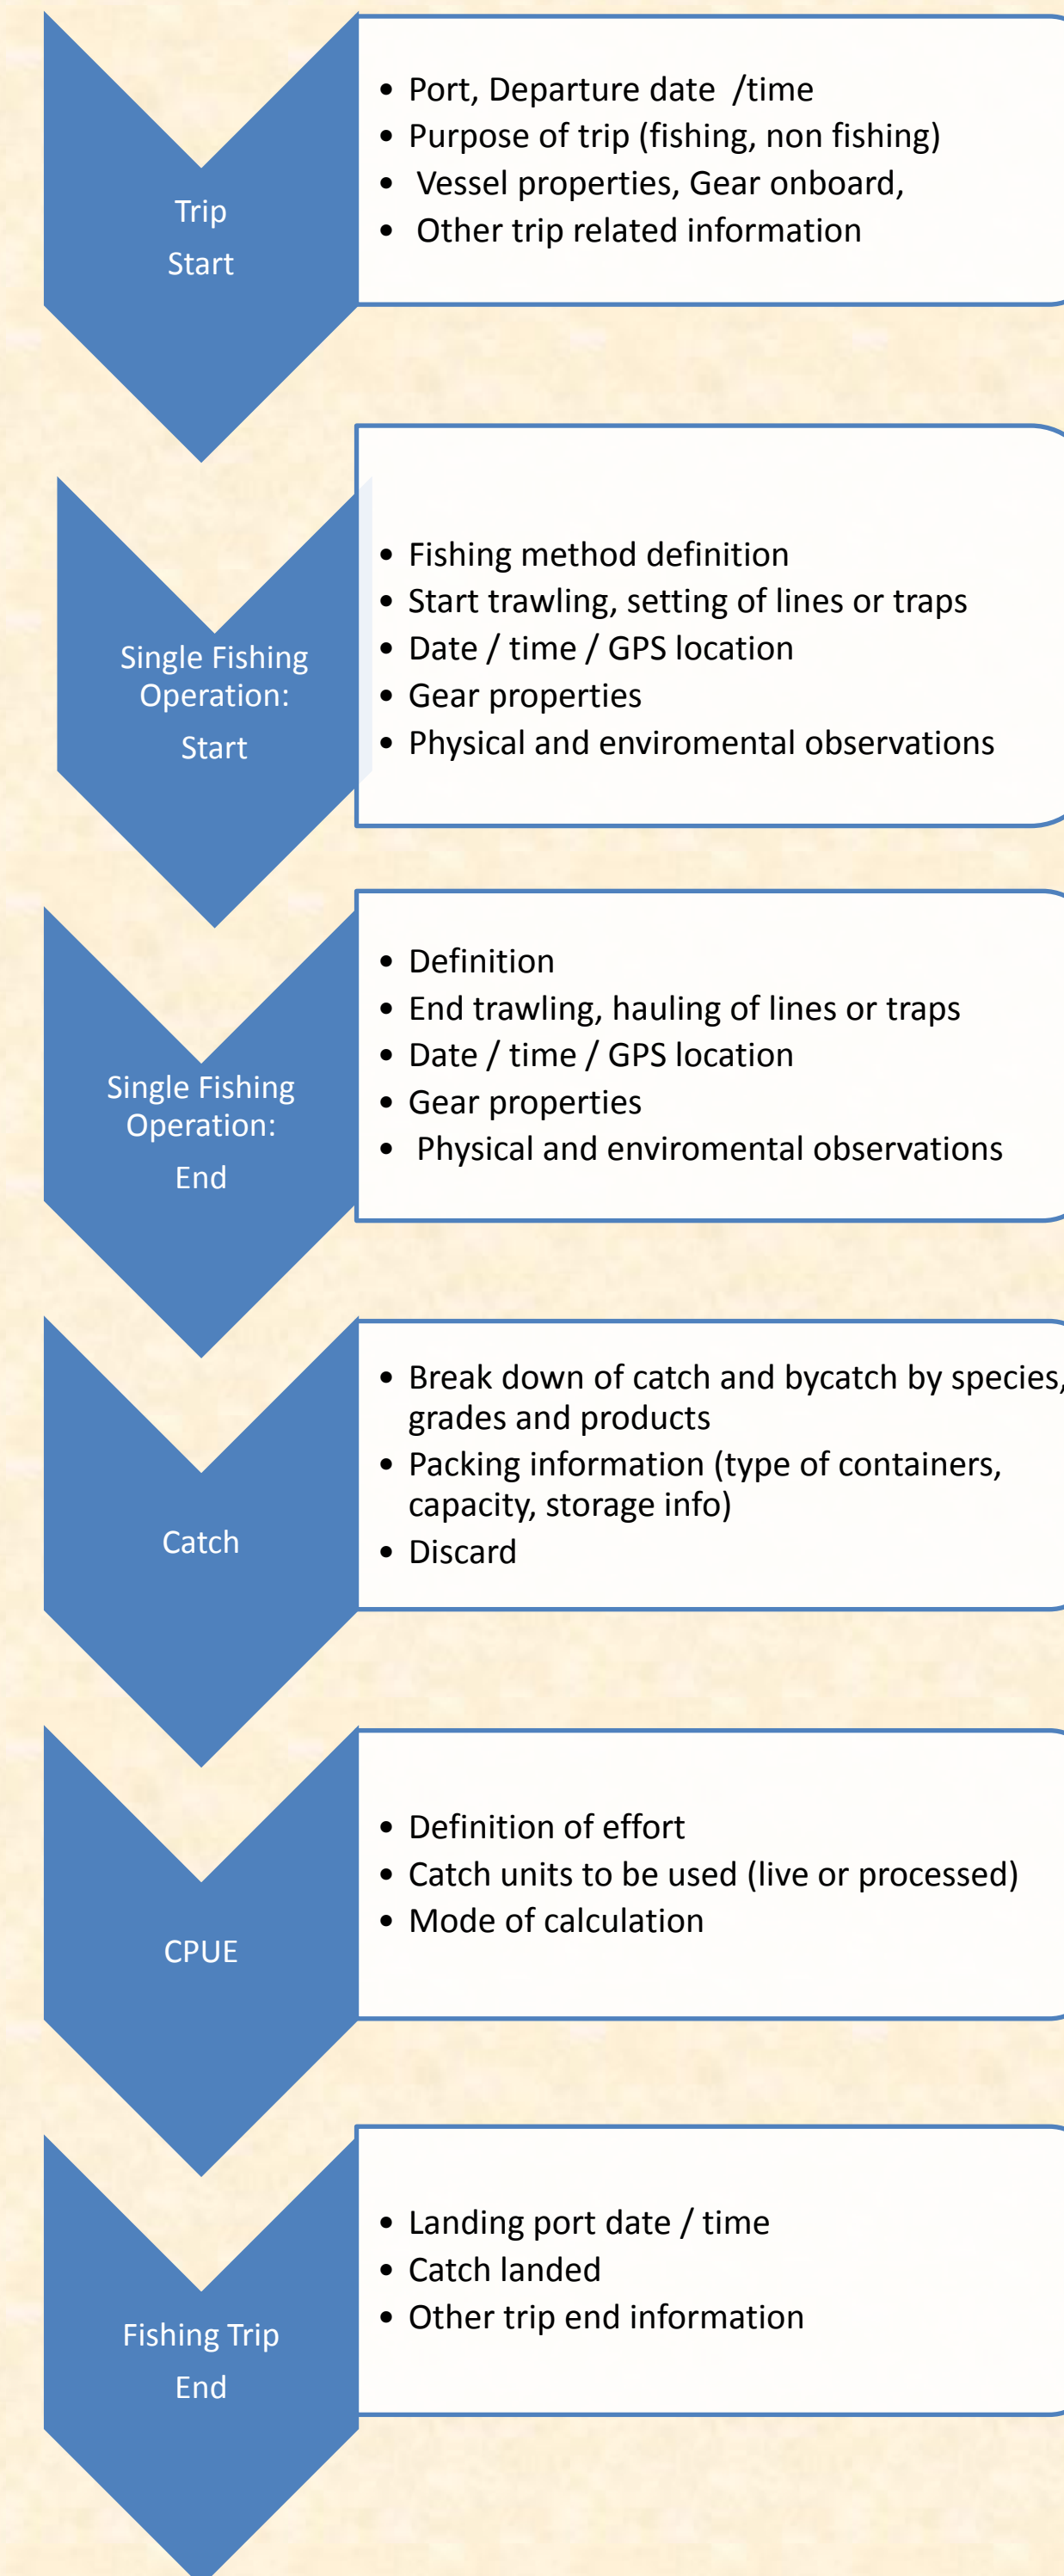 Trip
Start
• Port, Departure date /time
• Purpose of trip (fishing, non fishing)
• Vessel properties, Gear onboard,
• Other trip related information
Single Fishing
Operation:
Start
• Fishing method definition
• Start trawling, setting of lines or traps
• Date / time / GPS location
• Gear properties
• Physical and enviromental observations
Single Fishing
Operation:
End
• Definition
• End trawling, hauling of lines or traps
• Date / time / GPS location
• Gear properties
• Physical and enviromental observations
Catch
• Break down of catch and bycatch by species,
grades and products
• Packing information (type of containers,
capacity, storage info)
• Discard
CPUE
• Definition of effort
• Catch units to be used (live or processed)
• Mode of calculation
Fishing Trip
End
• Landing port date / time
• Catch landed
• Other trip end information